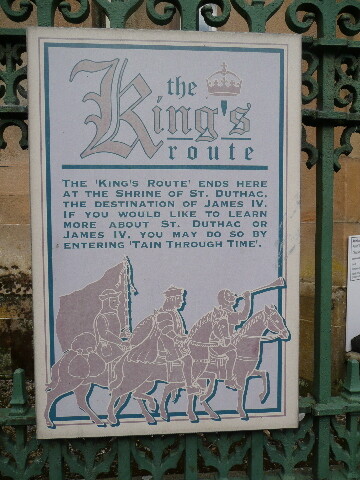 the
King's
route
THE 'KING'S ROUTE' ENDS HERE
AT THE SHRINE OF ST. DUTHAC,
THE DESTINATION OF JAMES IV.
IF YOU WOULD LIKE TO LEARN
MORE ABOUT ST. DUTHAC OR
JAMES IV, YOU MAY DO SO BY
ENTERING 'TAIN THROUGH TIME'.